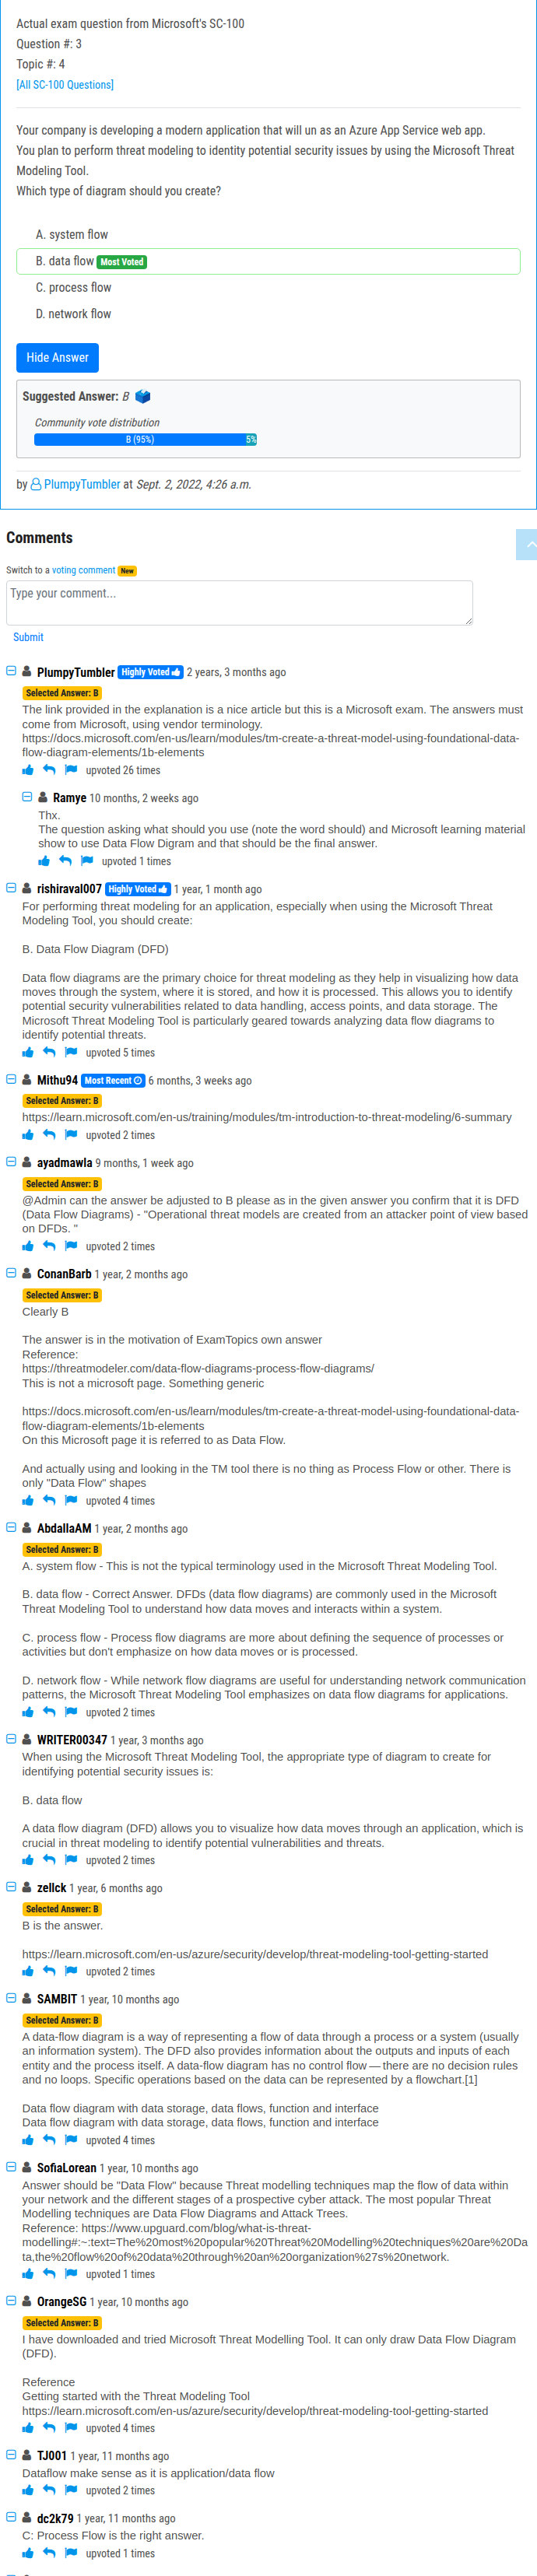 Actual exam question from Microsoft's SC-100
Question #: 3
Topic #: 4
[All SC-100 Questions]
Your company is developing a modern application that will un as an Azure App Service web app.
You plan to perform threat modeling to identify potential security issues by using the Microsoft Threat
Modeling Tool.
Which type of diagram should you create?
A. system flow
B. data flow Most Voted
C. process flow
D. network flow
Hide Answer
Suggested Answer: B
Community vote distribution
B (95%) 5%
by PlumpyTumbler at Sept. 2, 2022, 4:26 a.m.
Comments
Switch to a voting comment New
Type your comment...
Submit
PlumpyTumbler Highly Voted 2 years, 3 months ago
Selected Answer: B
The link provided in the explanation is a nice article but this is a Microsoft exam. The answers must
come from Microsoft, using vendor terminology.
https://docs.microsoft.com/en-us/learn/modules/tm-create-a-threat-model-using-foundational-data-
flow-diagram-elements/1b-elements
upvoted 26 times
Ramye 10 months, 2 weeks ago
Thx.
The question asking what should you use (note the word should) and Microsoft learning material
show to use Data Flow Digram and that should be the final answer.
upvoted 1 times
rishiraval007 Highly Voted 1 year, 1 month ago
For performing threat modeling for an application, especially when using the Microsoft Threat
Modeling Tool, you should create:
B. Data Flow Diagram (DFD)
Data flow diagrams are the primary choice for threat modeling as they help in visualizing how data
moves through the system, where it is stored, and how it is processed. This allows you to identify
potential security vulnerabilities related to data handling, access points, and data storage. The
Microsoft Threat Modeling Tool is particularly geared towards analyzing data flow diagrams to
identify potential threats.
upvoted 5 times
Mithu94 Most Recent 6 months, 3 weeks ago
Selected Answer: B
https://learn.microsoft.com/en-us/training/modules/tm-introduction-to-threat-modeling/6-summary
upvoted 2 times
ayadmawla 9 months, 1 week ago
Selected Answer: B
@Admin can the answer be adjusted to B please as in the given answer you confirm that it is DFD
(Data Flow Diagrams) - "Operational threat models are created from an attacker point of view based
on DFDs. "
upvoted 2 times
ConanBarb 1 year, 2 months ago
Selected Answer: B
Clearly B
The answer is in the motivation of ExamTopics own answer
Reference:
https://threatmodeler.com/data-flow-diagrams-process-flow-diagrams/
This is not a microsoft page. Something generic
https://docs.microsoft.com/en-us/learn/modules/tm-create-a-threat-model-using-foundational-data-
flow-diagram-elements/1b-elements
On this Microsoft page it is referred to as Data Flow.
And actually using and looking in the TM tool there is no thing as Process Flow or other. There is
only "Data Flow" shapes
upvoted 4 times
AbdallaAM 1 year, 2 months ago
Selected Answer: B
A. system flow - This is not the typical terminology used in the Microsoft Threat Modeling Tool.
B. data flow - Correct Answer. DFDs (data flow diagrams) are commonly used in the Microsoft
Threat Modeling Tool to understand how data moves and interacts within a system.
C. process flow - Process flow diagrams are more about defining the sequence of processes or
activities but don't emphasize on how data moves or is processed.
D. network flow - While network flow diagrams are useful for understanding network communication
patterns, the Microsoft Threat Modeling Tool emphasizes on data flow diagrams for applications.
upvoted 2 times
WRITER00347 1 year, 3 months ago
When using the Microsoft Threat Modeling Tool, the appropriate type of diagram to create for
identifying potential security issues is:
B. data flow
A data flow diagram (DFD) allows you to visualize how data moves through an application, which is
crucial in threat modeling to identify potential vulnerabilities and threats.
upvoted 2 times
zellck 1 year, 6 months ago
Selected Answer: B
B is the answer.
https://learn.microsoft.com/en-us/azure/security/develop/threat-modeling-tool-getting-started
upvoted 2 times
SAMBIT 1 year, 10 months ago
Selected Answer: B
A data-flow diagram is a way of representing a flow of data through a process or a system (usually
an information system). The DFD also provides information about the outputs and inputs of each
entity and the process itself. A data-flow diagram has no control flow — there are no decision rules
and no loops. Specific operations based on the data can be represented by a flowchart.[1]
Data flow diagram with data storage, data flows, function and interface
Data flow diagram with data storage, data flows, function and interface
upvoted 4 times
SofiaLorean 1 year, 10 months ago
Answer should be "Data Flow" because Threat modelling techniques map the flow of data within
your network and the different stages of a prospective cyber attack. The most popular Threat
Modelling techniques are Data Flow Diagrams and Attack Trees.
Reference: https://www.upguard.com/blog/what-is-threat-
modelling#:~:text=The%20most%20popular%20Threat%20Modelling%20techniques%20are%20Da
ta,the%20flow%20of%20data%20through%20an%20organization%27s%20network.
upvoted 1 times
OrangeSG 1 year, 10 months ago
Selected Answer: B
I have downloaded and tried Microsoft Threat Modelling Tool. It can only draw Data Flow Diagram
(DFD).
Reference
Getting started with the Threat Modeling Tool
https://learn.microsoft.com/en-us/azure/security/develop/threat-modeling-tool-getting-started
upvoted 4 times
TJ001 1 year, 11 months ago
Dataflow make sense as it is application/data flow
upvoted 2 times
dc2k79 1 year, 11 months ago
C: Process Flow is the right answer.
upvoted 1 times